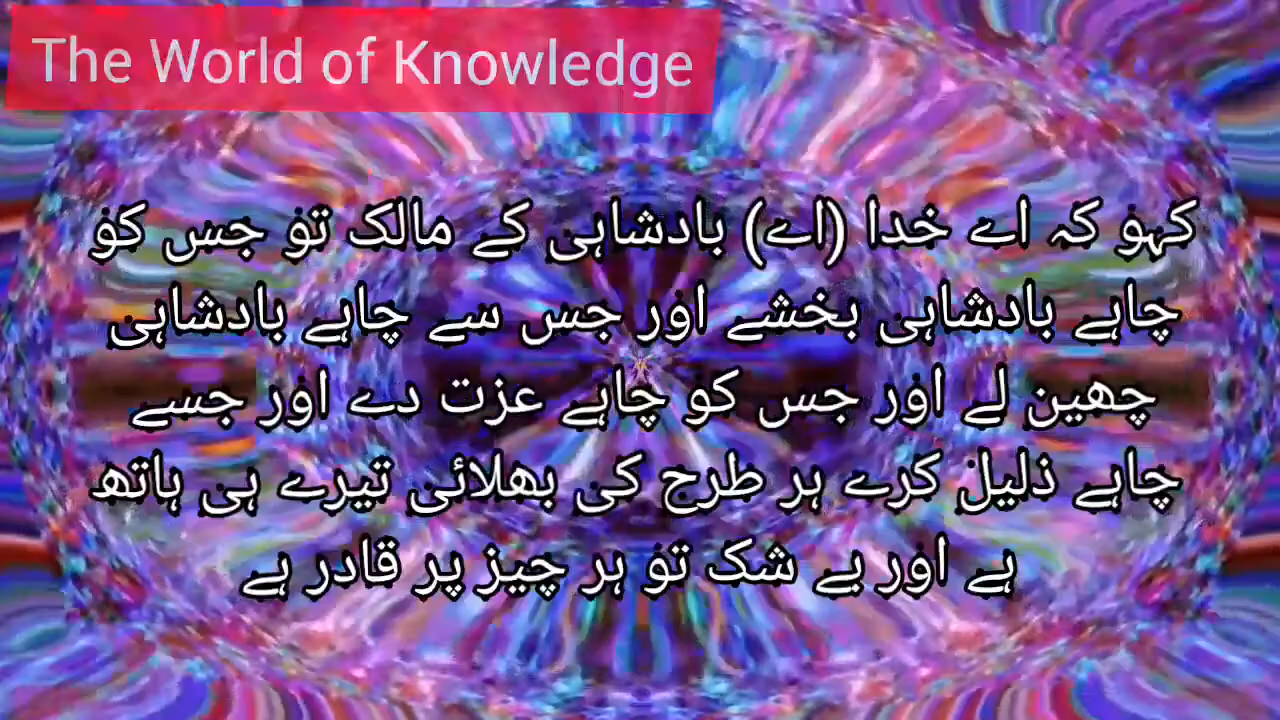 The World of Knowledge
کہو کہ اے خدا (اے) بادشاہی کے مالک تو جس کو
چاہے بادشاہی بخشے اور جس سے چاہے بادشاہی
چھین لے اور جس کو چاہے عزت دے اور جسے
چاہے ذلیل کرے ہر طرح کی بھلائی تیرے ہی ہاتھ
ہے اور بے شک تو ہر چیز پر قادر ہے